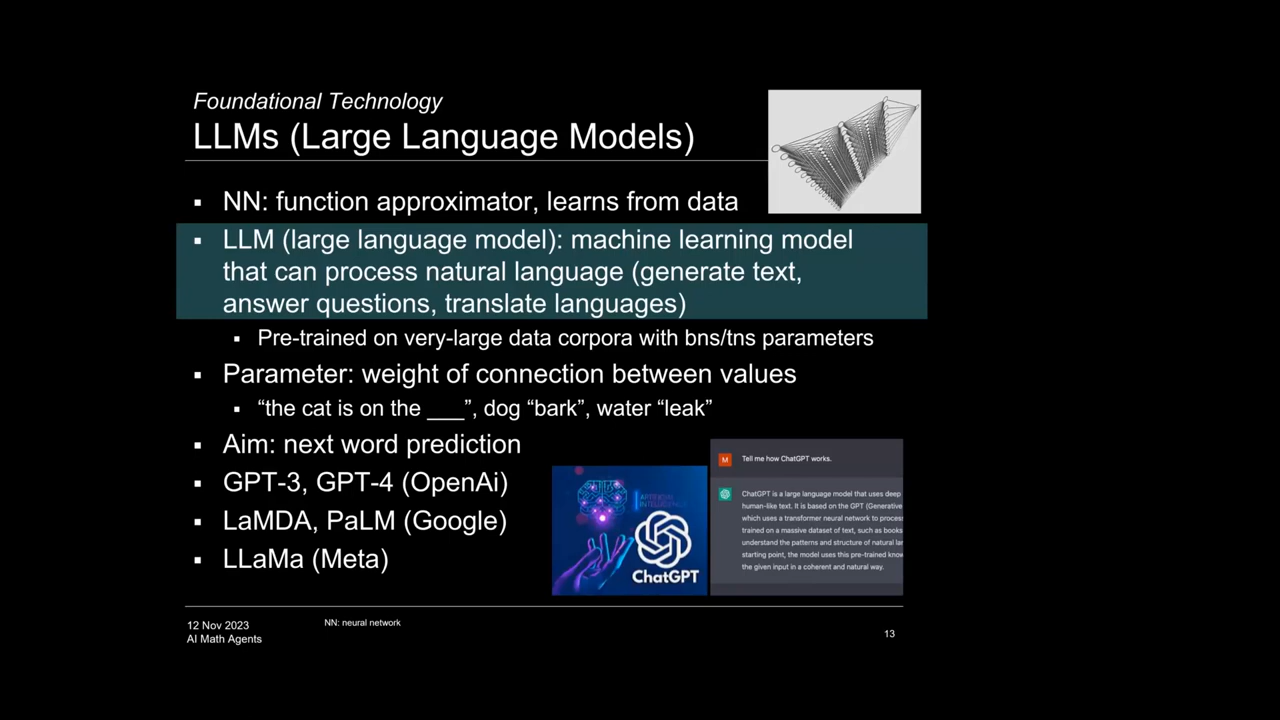 Foundational Technology
LLMs (Large Language Models)
▪ NN: function approximator, learns from data
▪ LLM (large language model): machine learning model
that can process natural language (generate text,
answer questions, translate languages)
▪ Pre-trained on very-large data corpora with bns/tns parameters
▪ Parameter: weight of connection between values
▪ “the cat is on the ___”, dog “bark”, water “leak”
▪ Aim: next word prediction
▪ GPT-3, GPT-4 (OpenAi)
▪ LaMDA, PaLM (Google)
▪ LLaMa (Meta)
ARTIFICIAL
INTELLIGENCE
ChatGPT
M
Tell me how ChatGPT works.
ChatGPT is a large language model that uses deep
human-like text. It is based on the GPT (Generative
which uses a transformer neural network to process
trained on a massive dataset of text, such as books
understand the patterns and structure of natural la
starting point, the model uses this pre-trained know
the given input in a coherent and natural way.
12 Nov 2023
AI Math Agents
NN: neural network
13